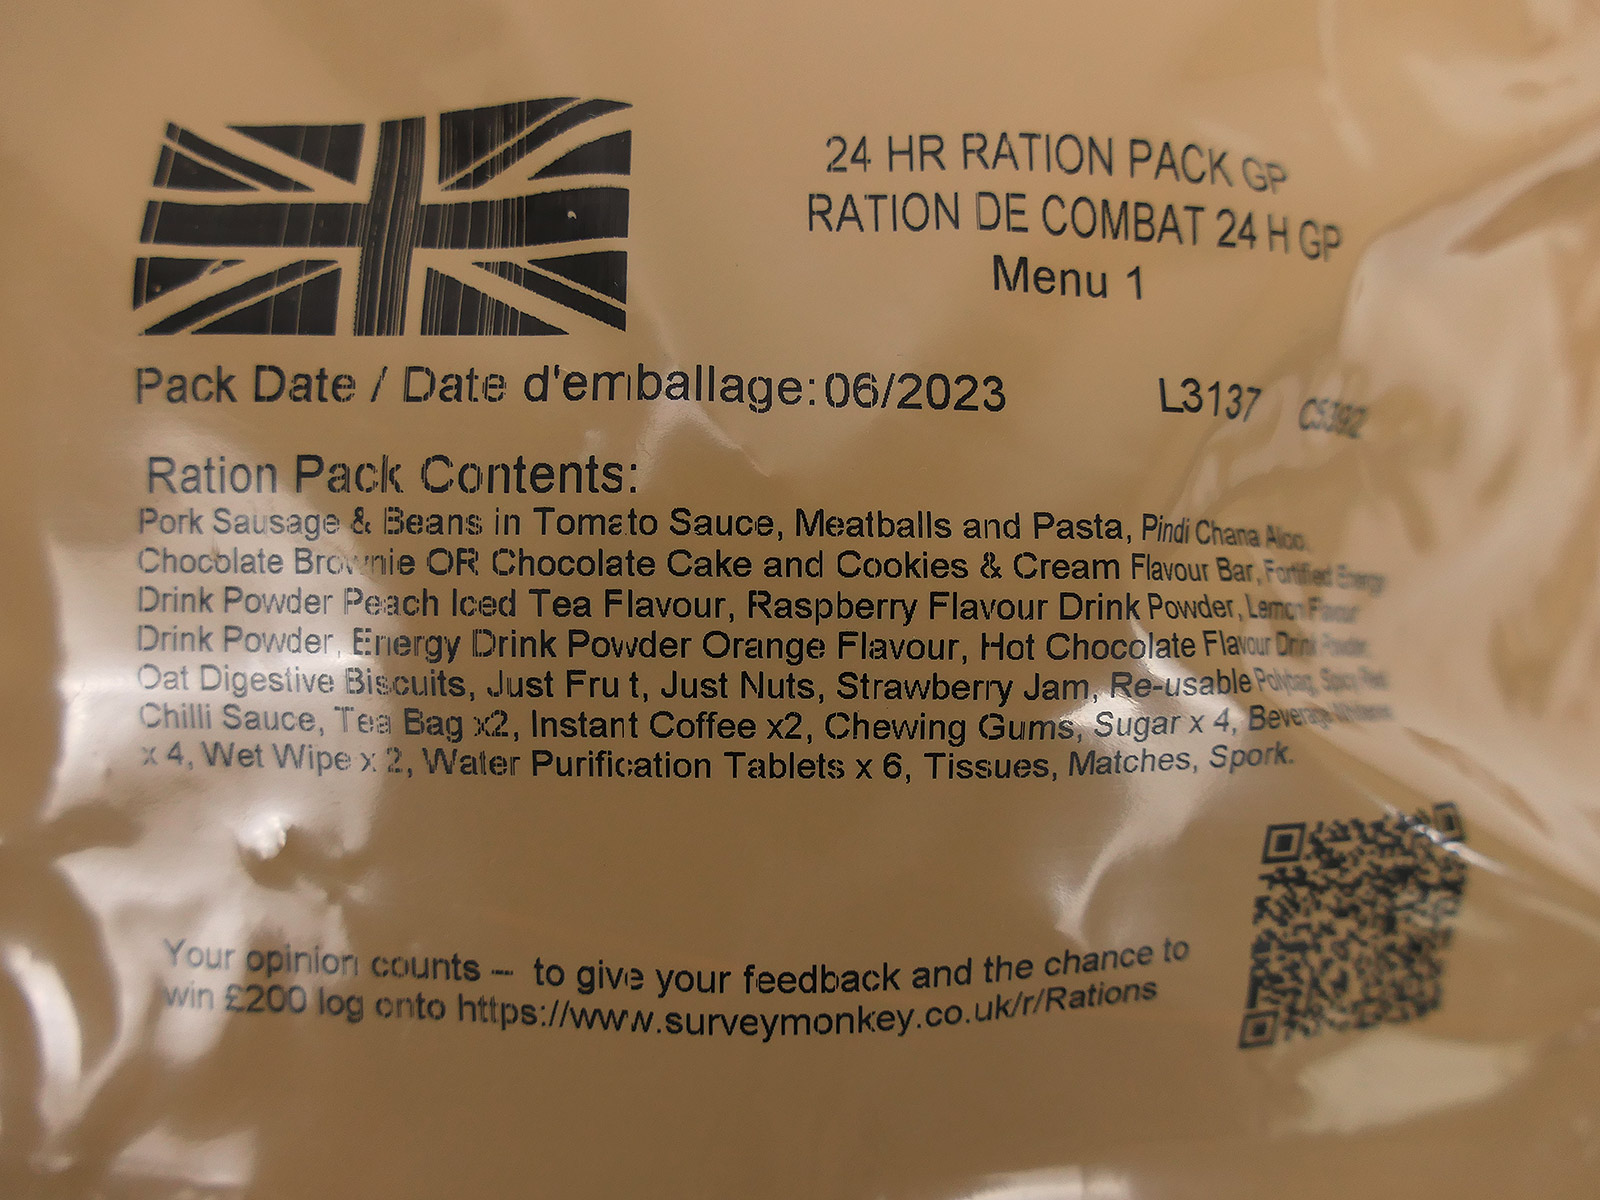 24 HR RATION PACK GP
RATION DE COMBAT 24 H GP
Menu 1
Pack Date / Date d'emballage:06/2023 L3137 C5392
Ration Pack Contents:
Pork Sausage & Beans in Tomato Sauce, Meatballs and Pasta, Pindi Chana Aloo,
Chocolate Brownie OR Chocolate Cake and Cookies & Cream Flavour Bar, Fortified Energy
Drink Powder Peach Iced Tea Flavour, Raspberry Flavour Drink Powder, Lemon Flavour
Drink Powder, Energy Drink Powder Orange Flavour, Hot Chocolate Flavour Drink Powder,
Oat Digestive Biscuits, Just Fru t, Just Nuts, Strawberry Jam, Re-usable Polybag, Spicy Red
Chilli Sauce, Tea Bag x2, Instant Coffee x2, Chewing Gums, Sugar x 4, Beverage Whitener
x 4, Wet Wipe x 2, Water Purification Tablets x 6, Tissues, Matches, Spork.
Your opinion counts – to give your feedback and the chance to
win £200 log onto https://www.surveymonkey.co.uk/r/Rations